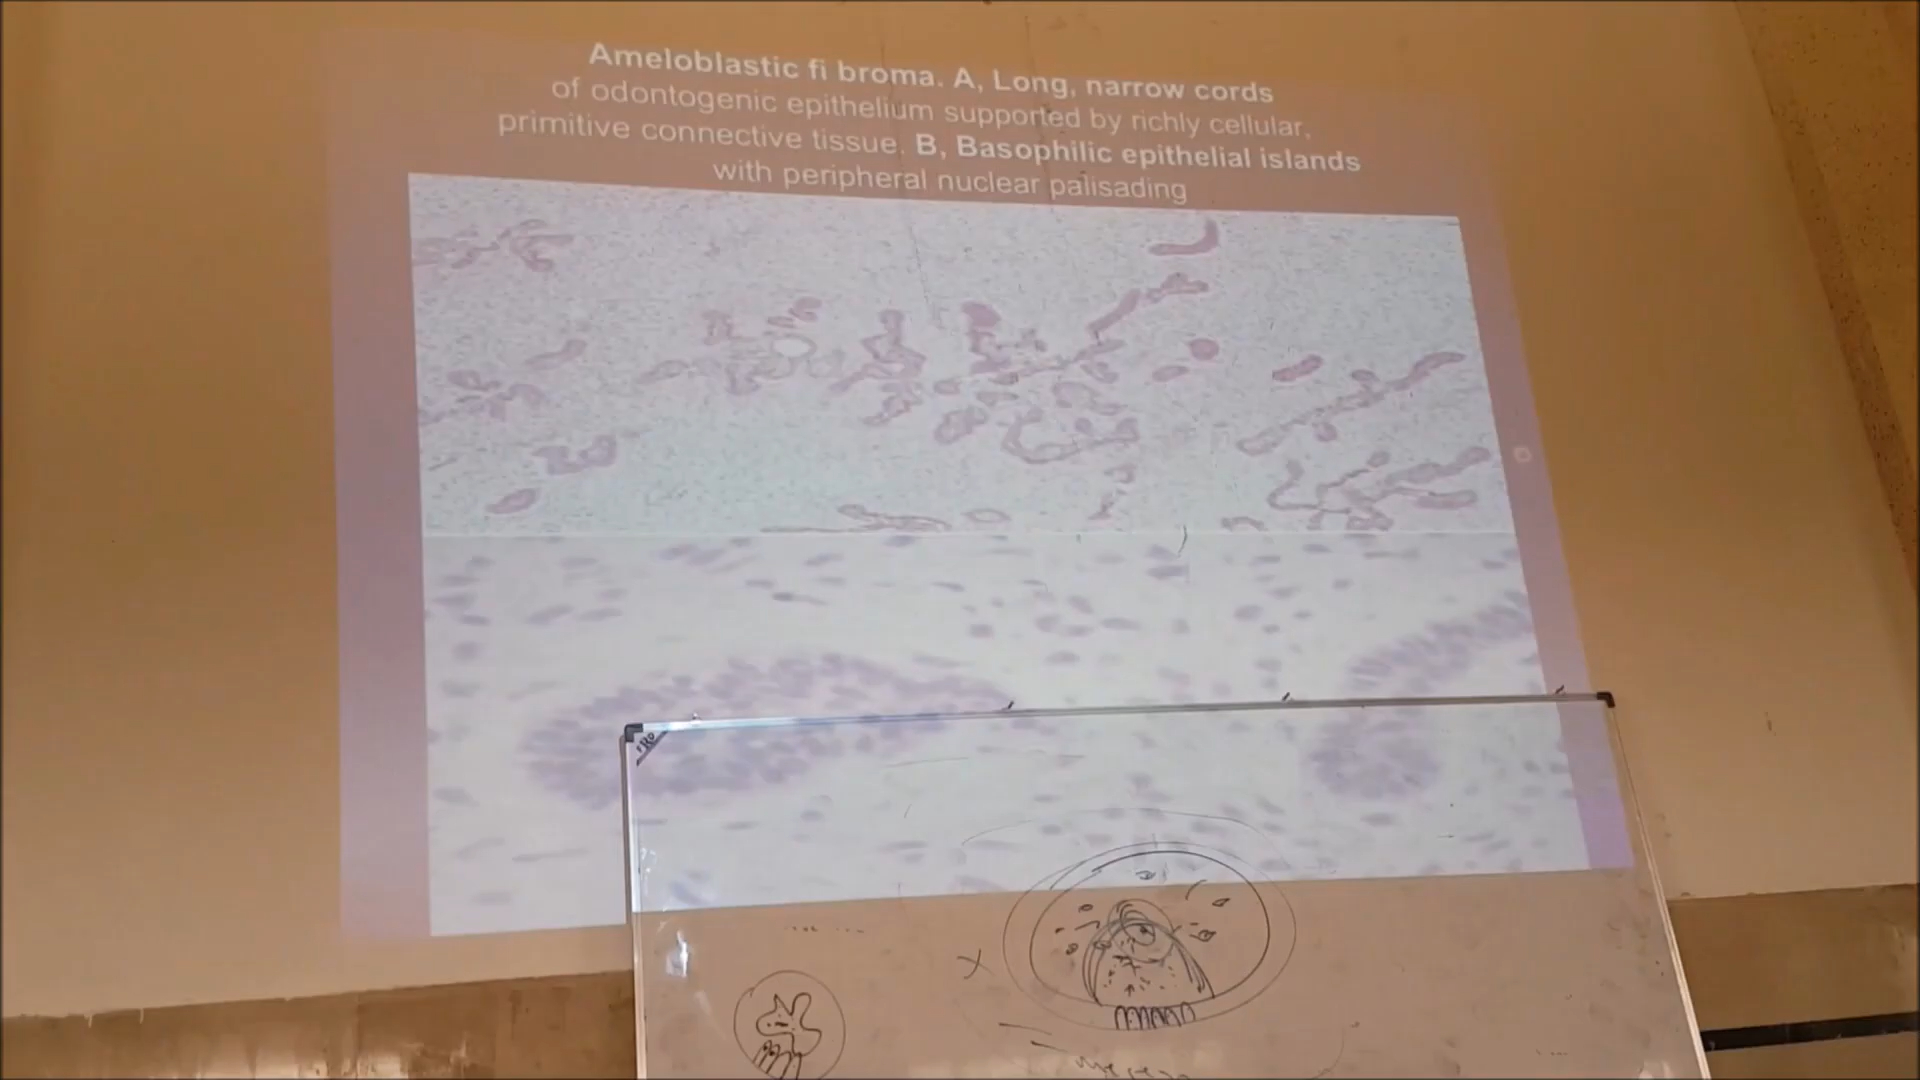 Ameloblastic fi broma. A, Long, narrow cords
of odontogenic epithelium supported by richly cellular,
primitive connective tissue. B, Basophilic epithelial islands
with peripheral nuclear palisading